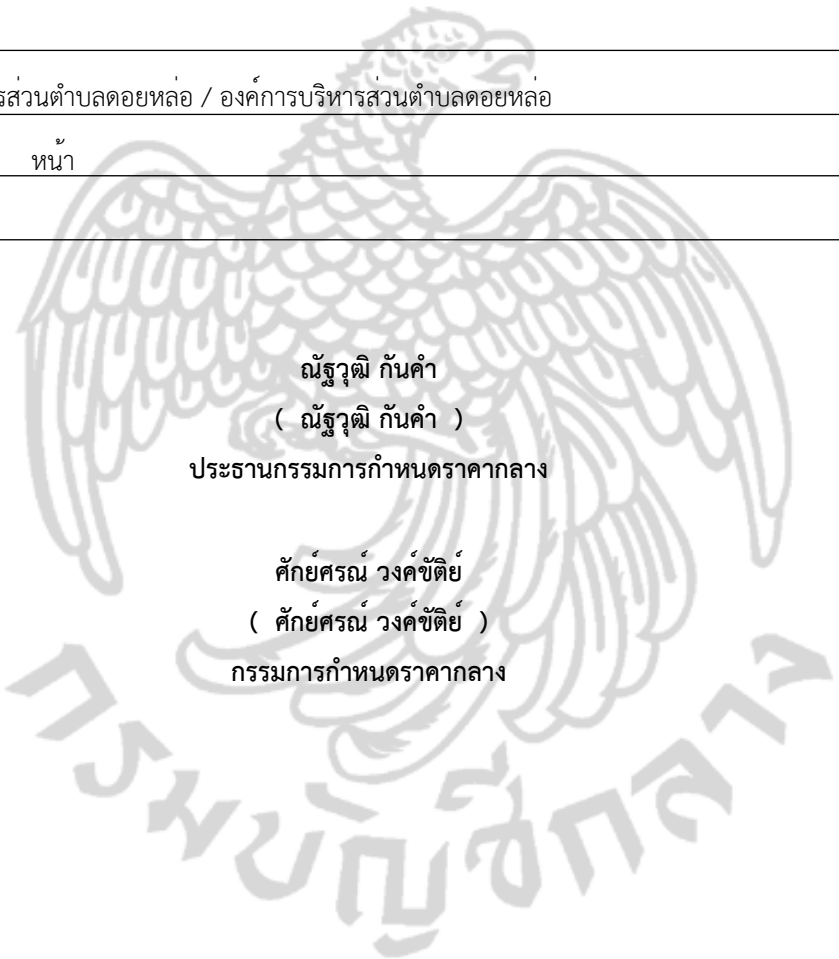 รส่วนตำบลดอยหล่อ / องค์การบริหารส่วนตำบลดอยหล่อ
หน้า
ณัฐวุฒิ กันคำ
( ณัฐวุฒิ กันคำ )
ประธานกรรมการกำหนดราคากลาง
ศักย์ศรณ์ วงค์ขัติย์
( ศักย์ศรณ์ วงค์ขัติย์ )
กรรมการกำหนดราคากลาง
กรมบัญชีกลาง